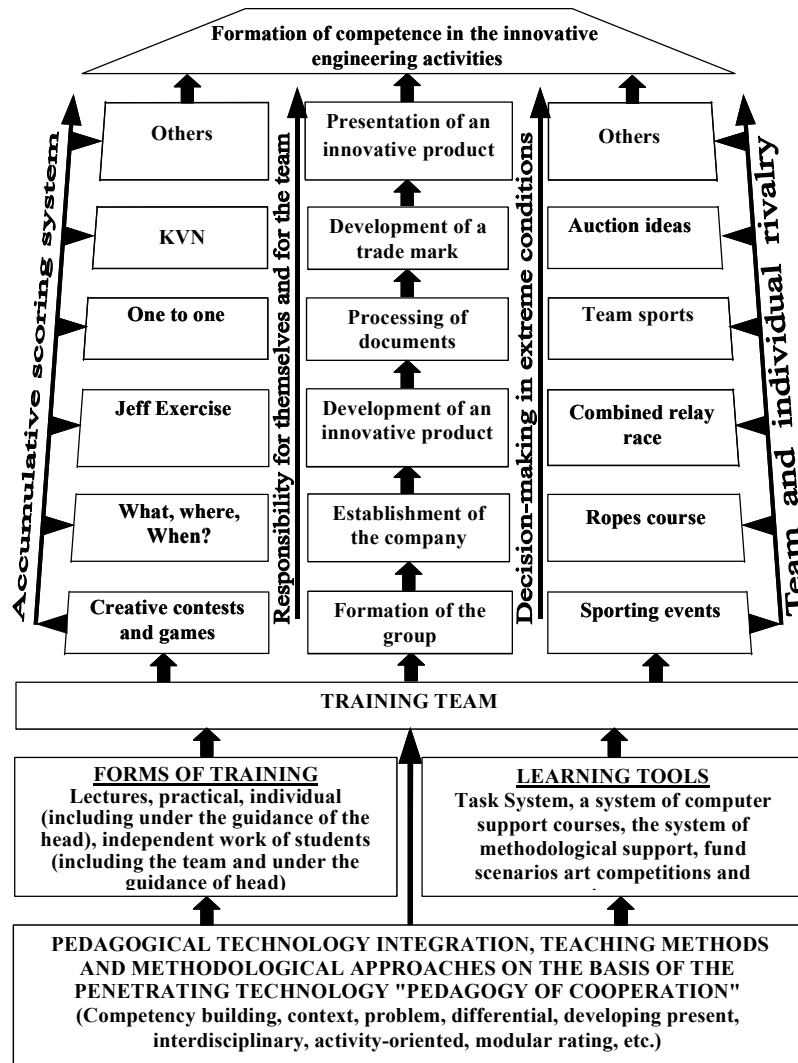 Formation of competence in the innovative
engineering activities
Accumulative scoring system
Others
KVN
One to one
Jeff Exercise
What, where,
When?
Creative contests
and games
Responsibility for themselves and for the team
Presentation of an
innovative product
Development of a
trade mark
Processing of
documents
Development of an
innovative product
Establishment of
the company
Formation of the
group
Decision-making in extreme conditions
Others
Auction ideas
Team sports
Combined relay
race
Ropes course
Sporting events
Team and individual rivalry
TRAINING TEAM
FORMS OF TRAINING
Lectures, practical, individual
(including under the guidance of the
head), independent work of students
(including the team and under the
guidance of head)
LEARNING TOOLS
Task System, a system of computer
support courses, the system of
methodological support, fund
scenarios art competitions and
PEDAGOGICAL TECHNOLOGY INTEGRATION, TEACHING METHODS
AND METHODOLOGICAL APPROACHES ON THE BASIS OF THE
PENETRATING TECHNOLOGY "PEDAGOGY OF COOPERATION"
(Competency building, context, problem, differential, developing present,
interdisciplinary, activity-oriented, modular rating, etc.)